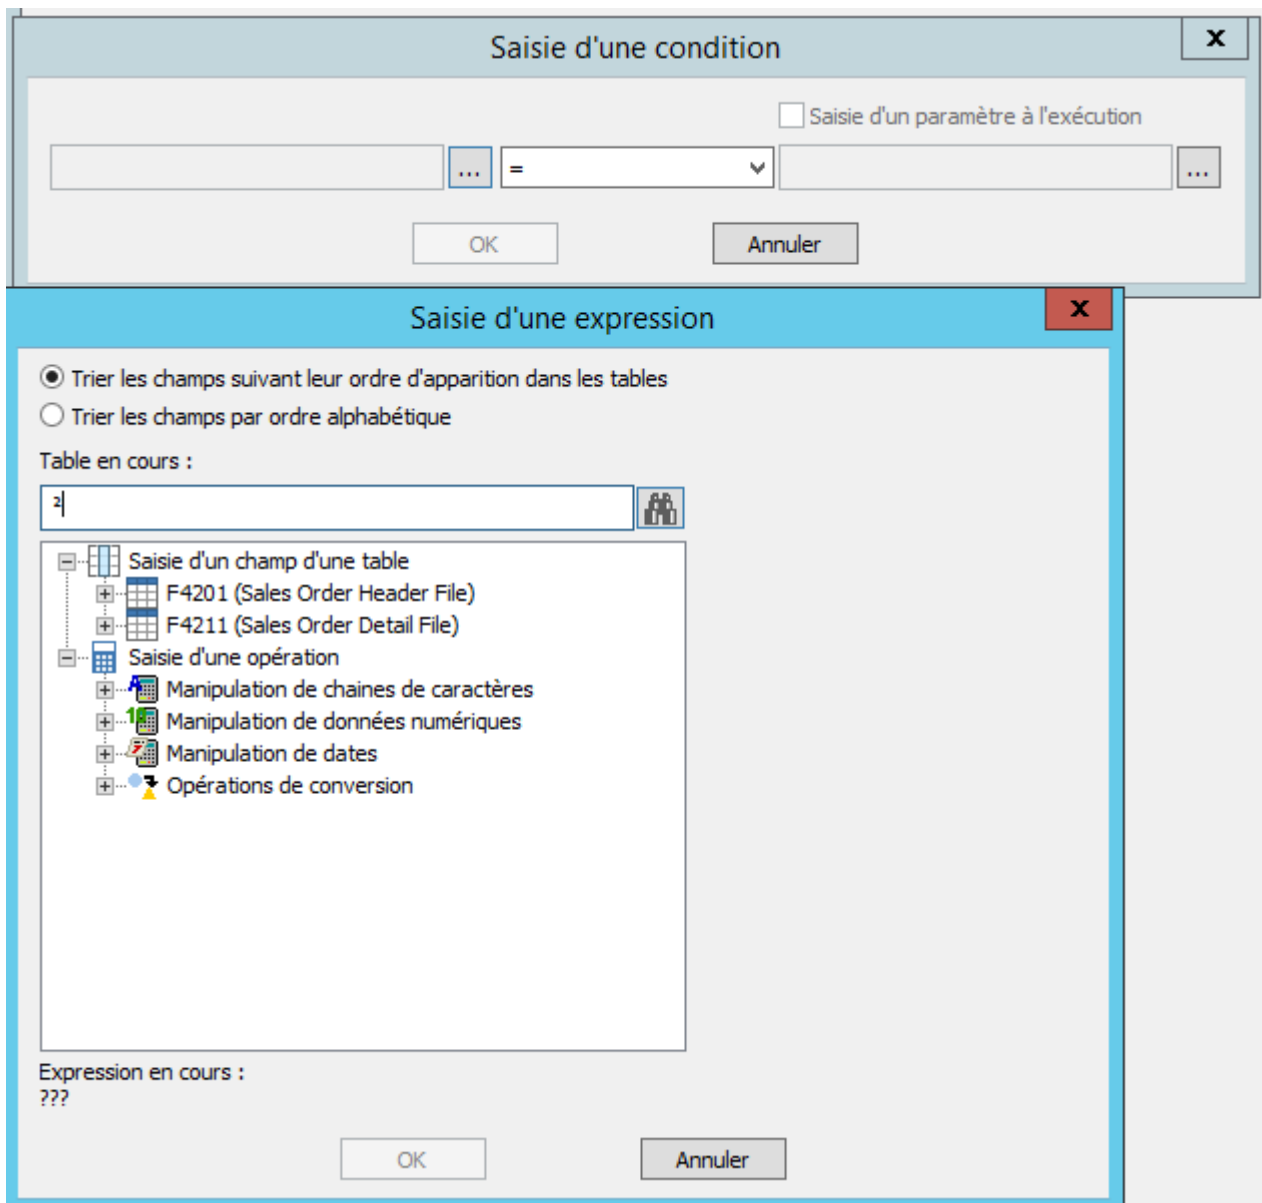 Saisie d'une condition
x
Saisie d'un paramètre à l'exécution
... = ...
OK Annuler
Saisie d'une expression
x
Trier les champs suivant leur ordre d'apparition dans les tables
Trier les champs par ordre alphabétique
Table en cours :
²
Saisie d'un champ d'une table
F4201 (Sales Order Header File)
F4211 (Sales Order Detail File)
Saisie d'une opération
Manipulation de chaines de caractères
Manipulation de données numériques
Manipulation de dates
Opérations de conversion
Expression en cours :
???
OK Annuler